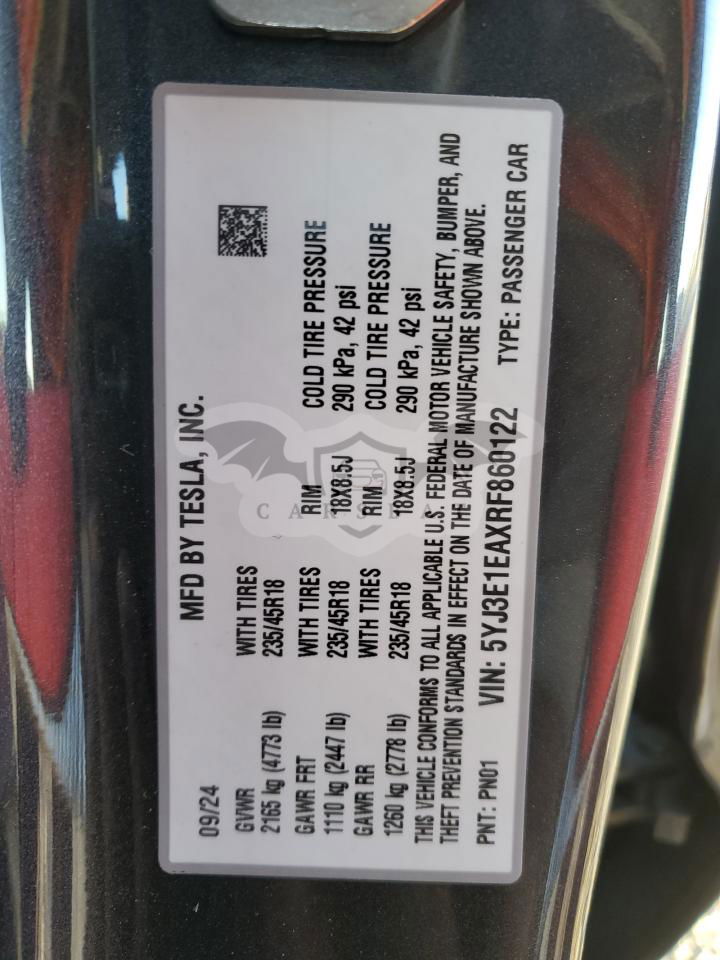 MFD BY TESLA, INC.
09/24
GVWR WITH TIRES
2165 kg (4773 lb) 235/45R18
GAWR FRT WITH TIRES RIM COLD TIRE PRESSURE
1110 kg (2447 lb) 235/45R18 18X8.5J 290 kPa, 42 psi
GAWR RR WITH TIRES RIM COLD TIRE PRESSURE
1260 kg (2778 lb) 235/45R18 18X8.5J 290 kPa, 42 psi
THIS VEHICLE CONFORMS TO ALL APPLICABLE U.S. FEDERAL MOTOR VEHICLE SAFETY, BUMPER, AND
THEFT PREVENTION STANDARDS IN EFFECT ON THE DATE OF MANUFACTURE SHOWN ABOVE.
PNT: PN01 VIN: 5YJ3E1EAXRF860122 TYPE: PASSENGER CAR